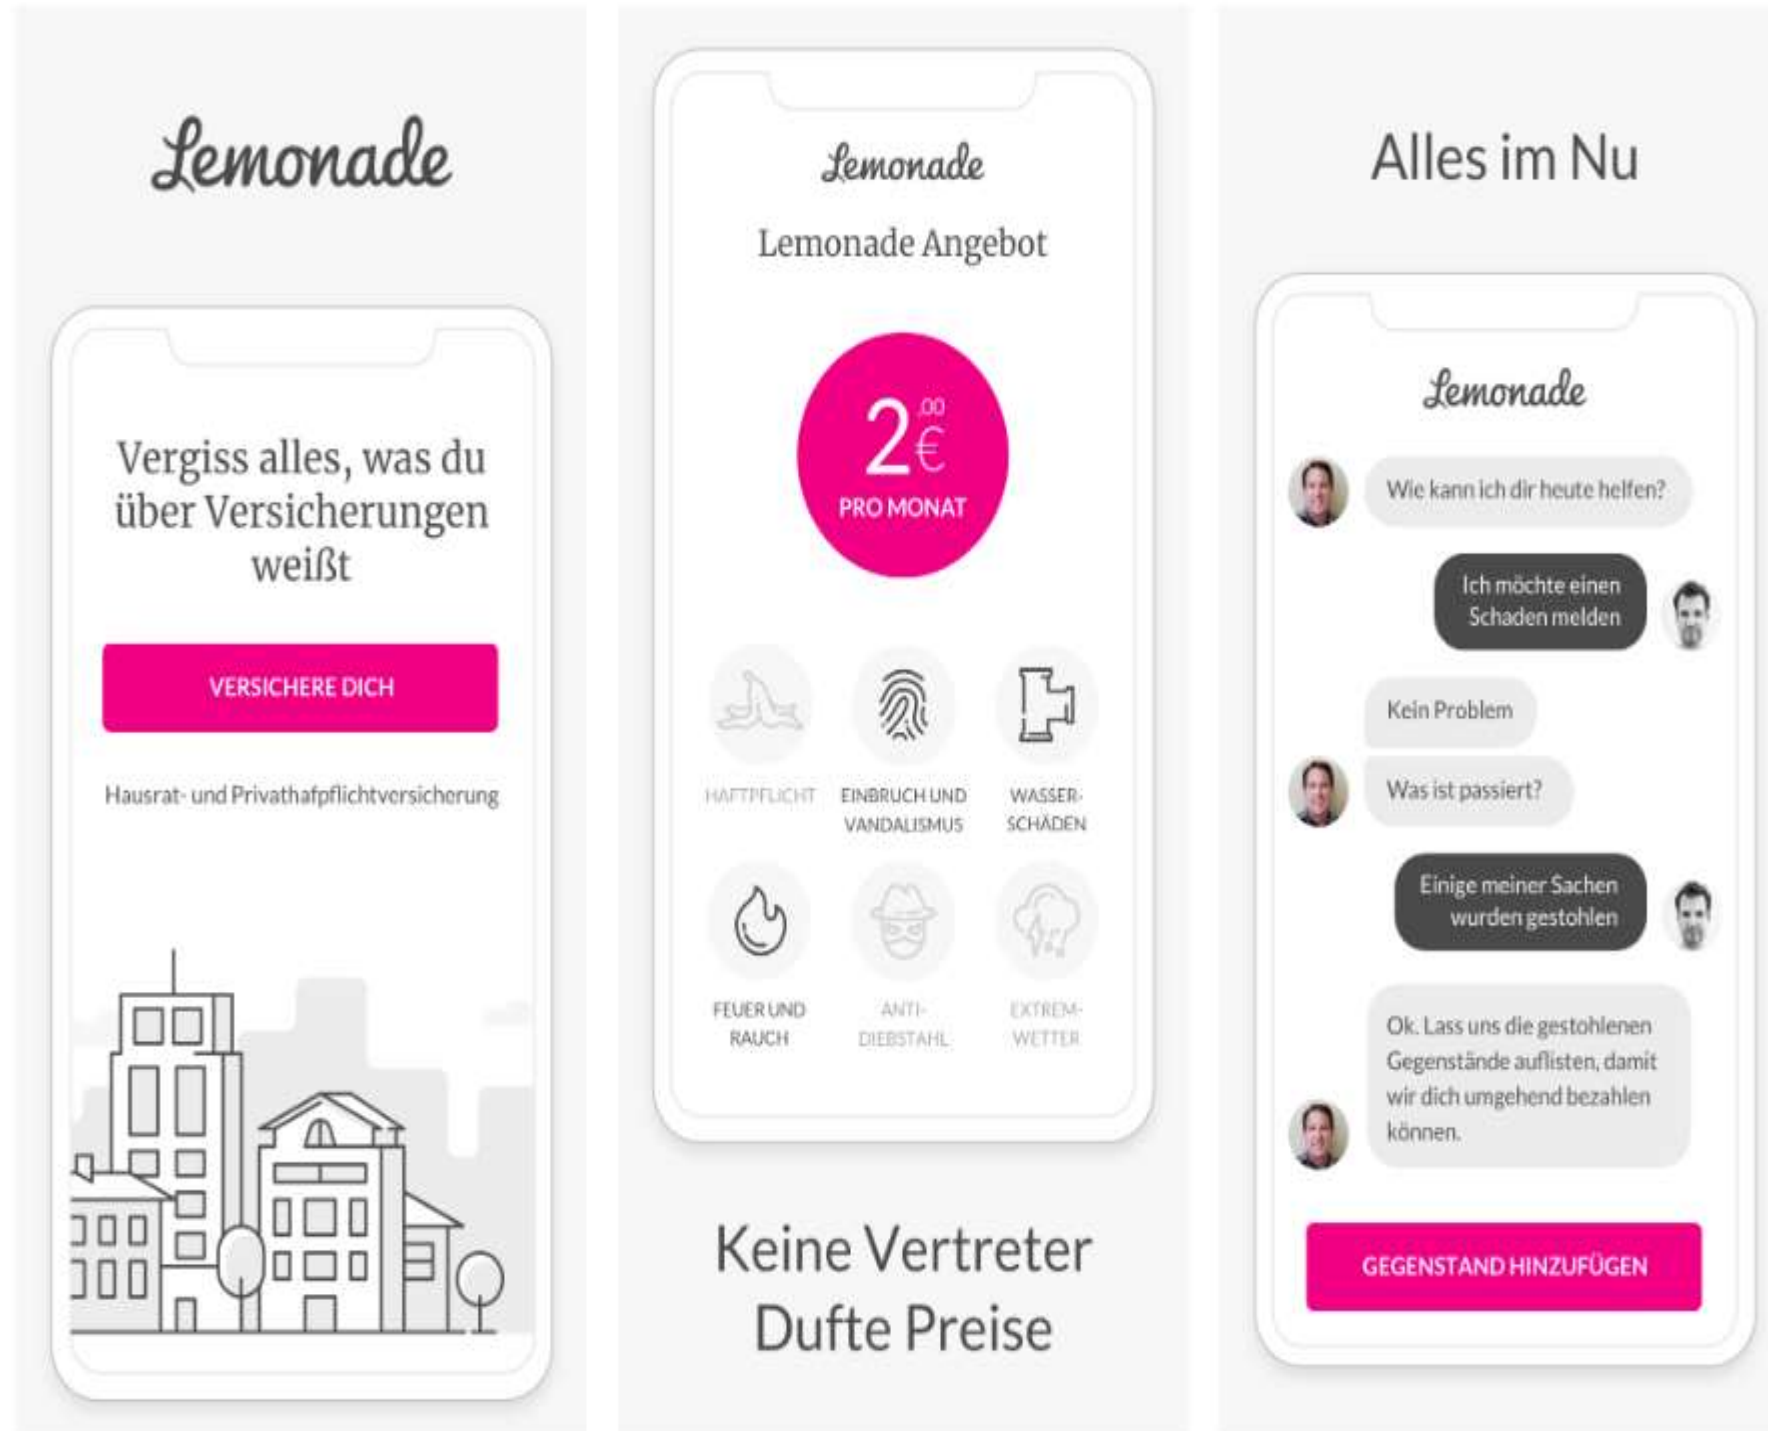 Lemonade
Vergiss alles, was du
über Versicherungen
weißt
VERSICHERE DICH
Hausrat- und Privathafpflichtversicherung
Lemonade
Lemonade Angebot
2,00
€
PRO MONAT
HAFTPFLICHT
EINBRUCH UND
VANDALISMUS
WASSER-
SCHÄDEN
FEUER UND
RAUCH
ANTI-
DIEBSTAHL
EXTREM-
WETTER
Keine Vertreter
Dufte Preise
Alles im Nu
Lemonade
Wie kann ich dir heute helfen?
Ich möchte einen
Schaden melden
Kein Problem
Was ist passiert?
Einige meiner Sachen
wurden gestohlen
Ok. Lass uns die gestohlenen
Gegenstände auflisten, damit
wir dich umgehend bezahlen
können.
GEGENSTAND HINZUFÜGEN